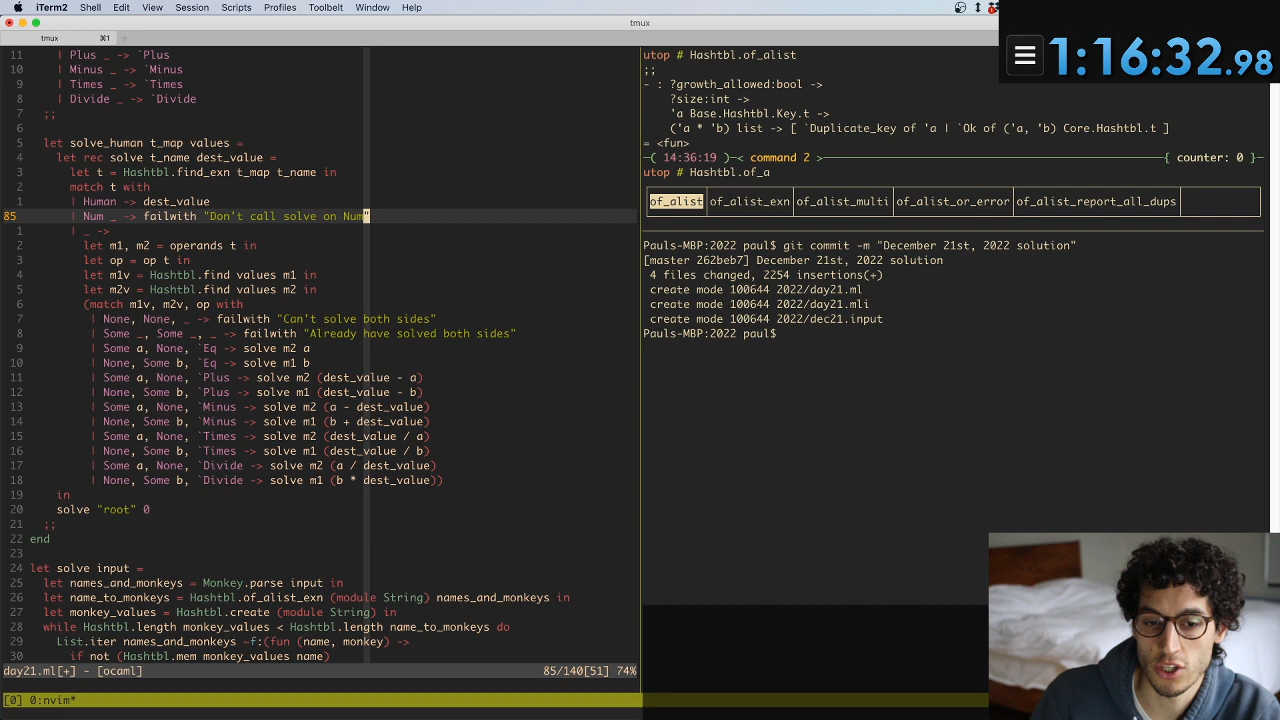 iTerm2 Shell Edit View Session Scripts Profiles Toolbelt Window Help
tmux
tmux ⌘1 +
1:16:32.98
11 | Plus _ -> `Plus
10 | Minus _ -> `Minus
9 | Times _ -> `Times
8 | Divide _ -> `Divide
7 ;;
6
5 let solve_human t_map values =
4 let rec solve t_name dest_value =
3 let t = Hashtbl.find_exn t_map t_name in
2 match t with
1 | Human -> dest_value
85 | Num _ -> failwith "Don't call solve on Num"
1 | _ ->
2 let m1, m2 = operands t in
3 let op = op t in
4 let m1v = Hashtbl.find values m1 in
5 let m2v = Hashtbl.find values m2 in
6 (match m1v, m2v, op with
7 | None, None, _ -> failwith "Can't solve both sides"
8 | Some _, Some _, _ -> failwith "Already have solved both sides"
9 | Some a, None, `Eq -> solve m2 a
10 | None, Some b, `Eq -> solve m1 b
11 | Some a, None, `Plus -> solve m2 (dest_value - a)
12 | None, Some b, `Plus -> solve m1 (dest_value - b)
13 | Some a, None, `Minus -> solve m2 (a - dest_value)
14 | None, Some b, `Minus -> solve m1 (b + dest_value)
15 | Some a, None, `Times -> solve m2 (dest_value / a)
16 | None, Some b, `Times -> solve m1 (dest_value / b)
17 | Some a, None, `Divide -> solve m2 (a / dest_value)
18 | None, Some b, `Divide -> solve m1 (b * dest_value))
19 in
20 solve "root" 0
21 ;;
22 end
23
24 let solve input =
25 let names_and_monkeys = Monkey.parse input in
26 let name_to_monkeys = Hashtbl.of_alist_exn (module String) names_and_monkeys in
27 let monkey_values = Hashtbl.create (module String) in
28 while Hashtbl.length monkey_values < Hashtbl.length name_to_monkeys do
29 List.iter names_and_monkeys ~f:(fun (name, monkey) ->
30 if not (Hashtbl.mem monkey_values name)
day21.ml[+] - [ocaml] 85/140[51] 74%
[0] 0:nvim*
utop # Hashtbl.of_alist
;;
- : ?growth_allowed:bool ->
?size:int ->
'a Base.Hashtbl.Key.t ->
('a * 'b) list -> [ `Duplicate_key of 'a | `Ok of ('a, 'b) Core.Hashtbl.t ]
= <fun>
─( 14:36:19 )─< command 2 >──{ counter: 0 }─
utop # Hashtbl.of_a
of_alist│of_alist_exn│of_alist_multi│of_alist_or_error│of_alist_report_all_dups
Pauls-MBP:2022 paul$ git commit -m "December 21st, 2022 solution"
[master 262beb7] December 21st, 2022 solution
4 files changed, 2254 insertions(+)
create mode 100644 2022/day21.ml
create mode 100644 2022/day21.mli
create mode 100644 2022/dec21.input
Pauls-MBP:2022 paul$